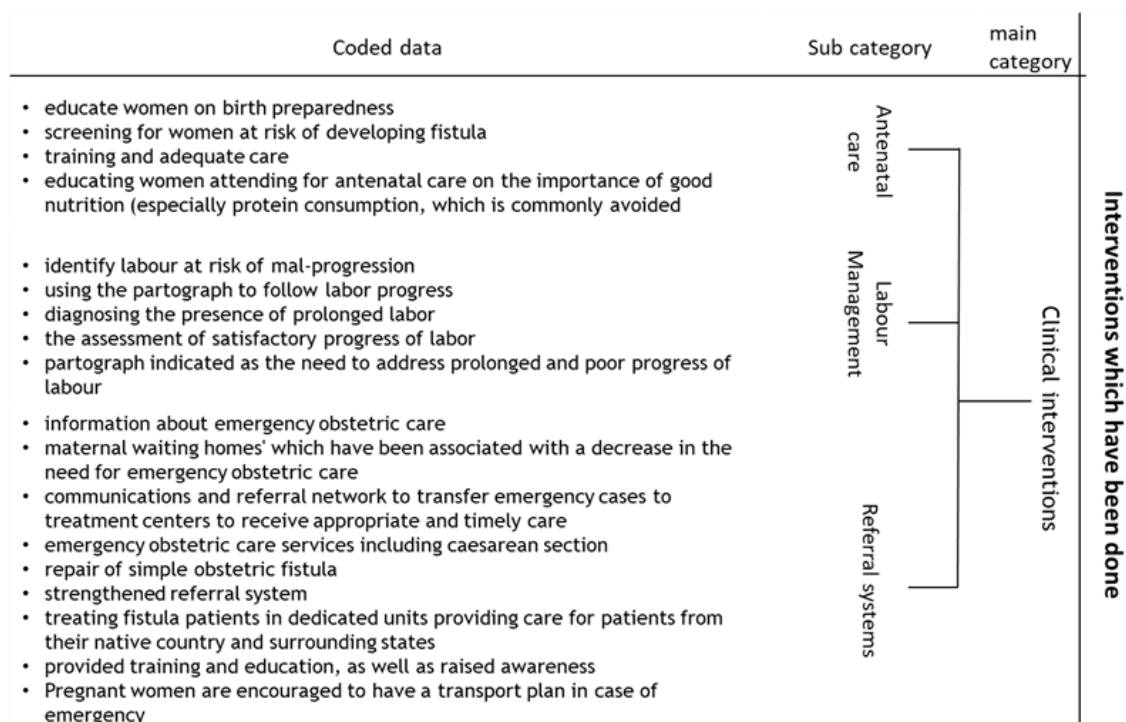 Coded data
Sub category
main
category
• educate women on birth preparedness
• screening for women at risk of developing fistula
• training and adequate care
• educating women attending for antenatal care on the importance of good
nutrition (especially protein consumption, which is commonly avoided
Antenatal
care
• identify labour at risk of mal-progression
• using the partograph to follow labor progress
• diagnosing the presence of prolonged labor
• the assessment of satisfactory progress of labor
• partograph indicated as the need to address prolonged and poor progress of
labour
Labour
Management
• information about emergency obstetric care
• maternal waiting homes' which have been associated with a decrease in the
need for emergency obstetric care
• communications and referral network to transfer emergency cases to
treatment centers to receive appropriate and timely care
• emergency obstetric care services including caesarean section
• repair of simple obstetric fistula
• strengthened referral system
• treating fistula patients in dedicated units providing care for patients from
their native country and surrounding states
• provided training and education, as well as raised awareness
• Pregnant women are encouraged to have a transport plan in case of
emergency
Referral systems
Clinical interventions
Interventions which have been done